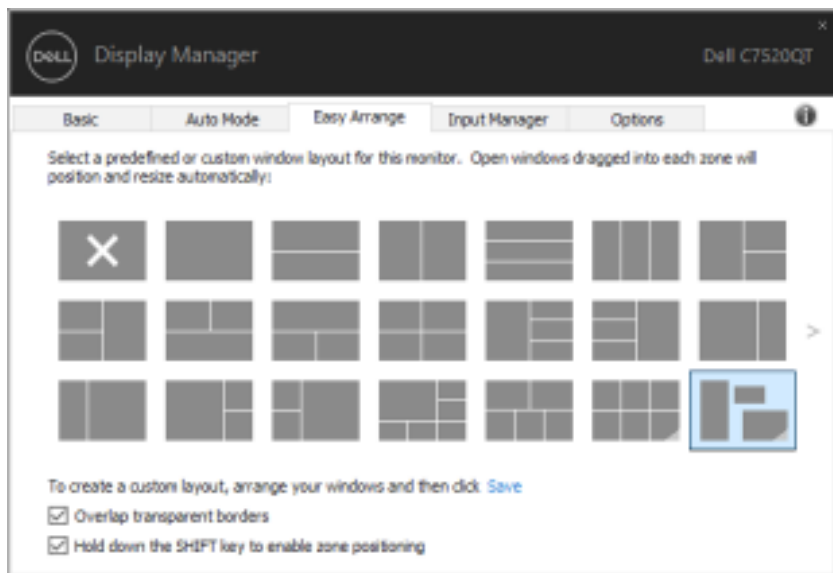 DELL Display Manager Dell C7520QT
Basic Auto Mode Easy Arrange Input Manager Options
Select a predefined or custom window layout for this monitor. Open windows dragged into each zone will
position and resize automatically:
To create a custom layout, arrange your windows and then click Save
Overlap transparent borders
Hold down the SHIFT key to enable zone positioning